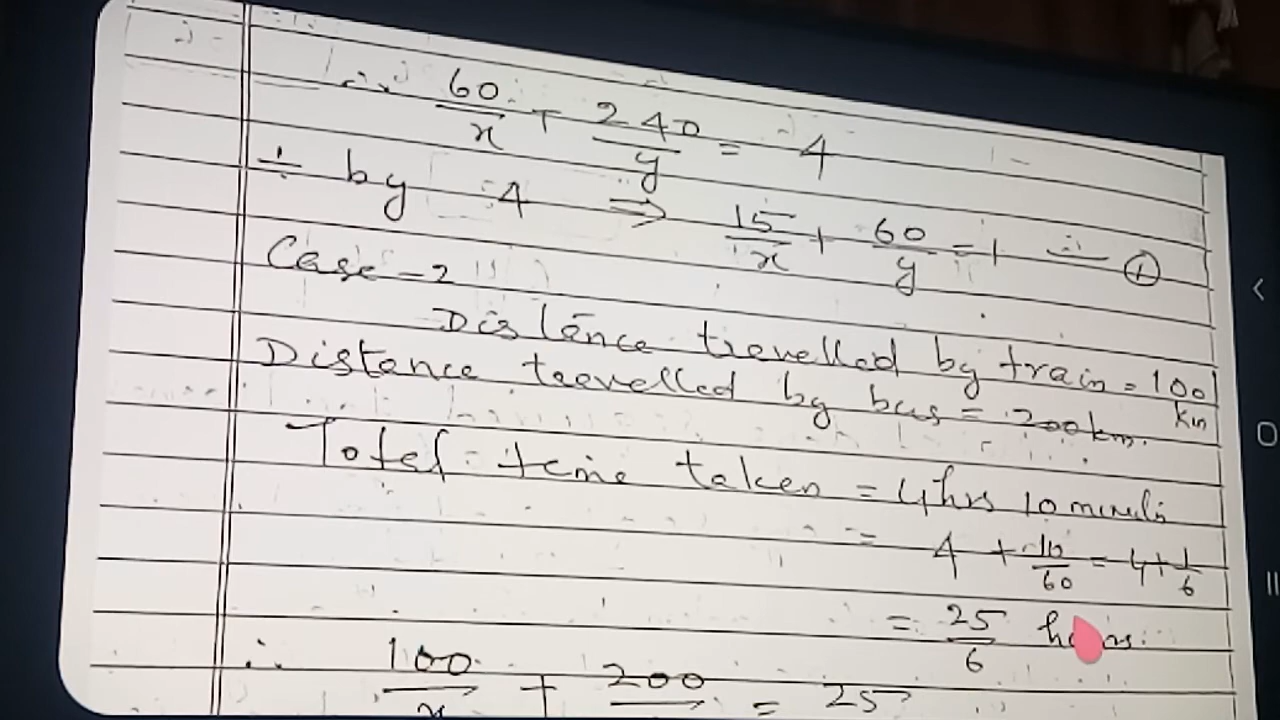 ∴ 60/x + 240/y = 4
÷ by 4 ⇒ 15/x + 60/y = 1 — ①
Case - 2
Distance travelled by train = 100 km
Distance travelled by bus = 200 km.
Total time taken = 4 hrs 10 minuts
= 4 + 10/60 = 4 + 1/6
= 25/6 hours.
∴ 100/x + 200/ = 25